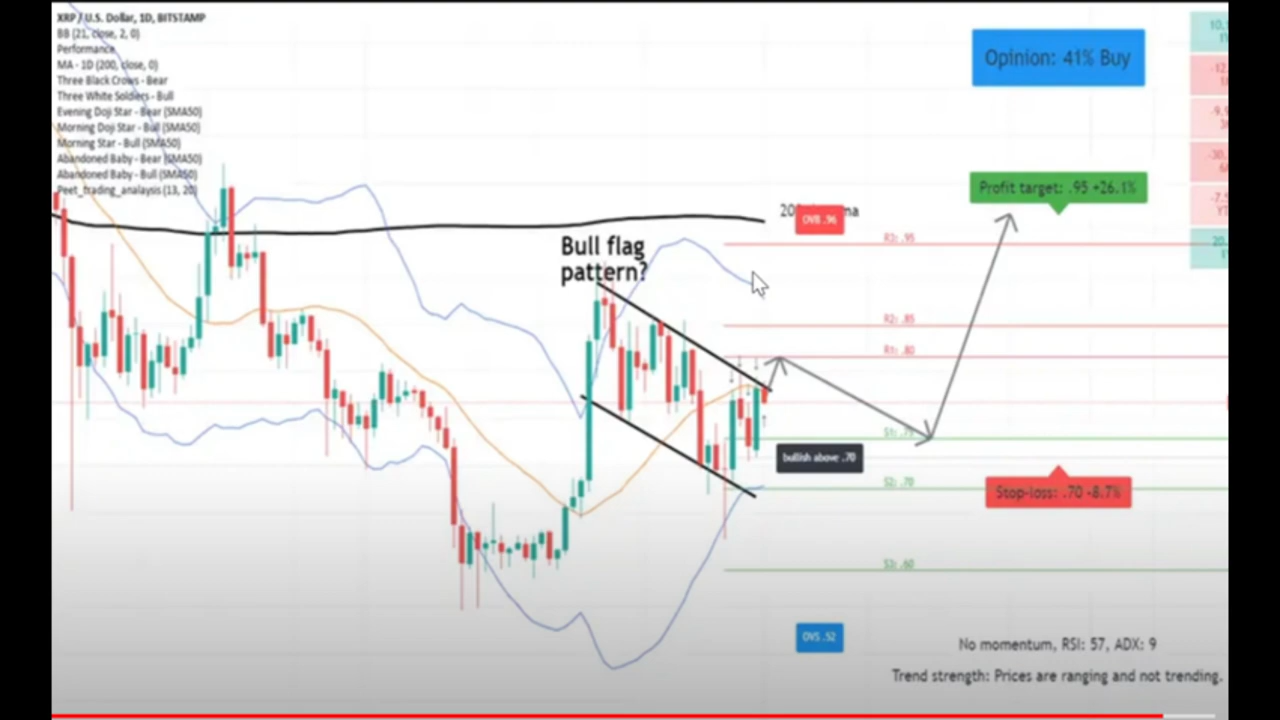 XRP / U.S. Dollar, 1D, BITSTAMP
BB (21, close, 2, 0)
Performance
MA - 1D (200, close, 0)
Three Black Crows - Bear
Three White Soldiers - Bull
Evening Doji Star - Bear (SMA50)
Morning Doji Star - Bull (SMA50)
Morning Star - Bull (SMA50)
Abandoned Baby - Bear (SMA50)
Abandoned Baby - Bull (SMA50)
Peet_trading_analaysis (13, 20)
Opinion: 41% Buy
Profit target: .95 +26.1%
OVB .96
R3: .95
Bull flag
pattern?
R2: .85
R1: .80
bullish above .70
S2: .70
Stop-loss: .70 -8.7%
S3: .60
OVS .52
No momentum, RSI: 57, ADX: 9
Trend strength: Prices are ranging and not trending.